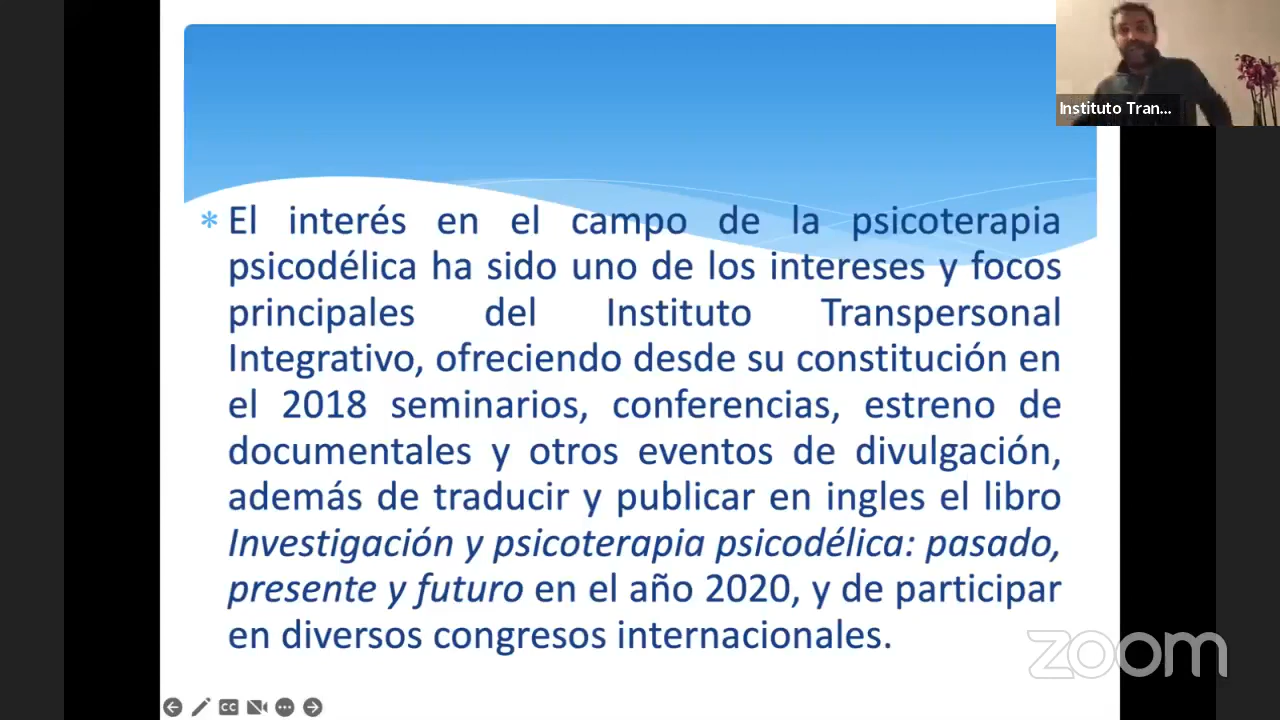 Instituto Tran...
* El interés en el campo de la psicoterapia
psicodélica ha sido uno de los intereses y focos
principales del Instituto Transpersonal
Integrativo, ofreciendo desde su constitución en
el 2018 seminarios, conferencias, estreno de
documentales y otros eventos de divulgación,
además de traducir y publicar en ingles el libro
Investigación y psicoterapia psicodélica: pasado,
presente y futuro en el año 2020, y de participar
en diversos congresos internacionales.
zoom
CC